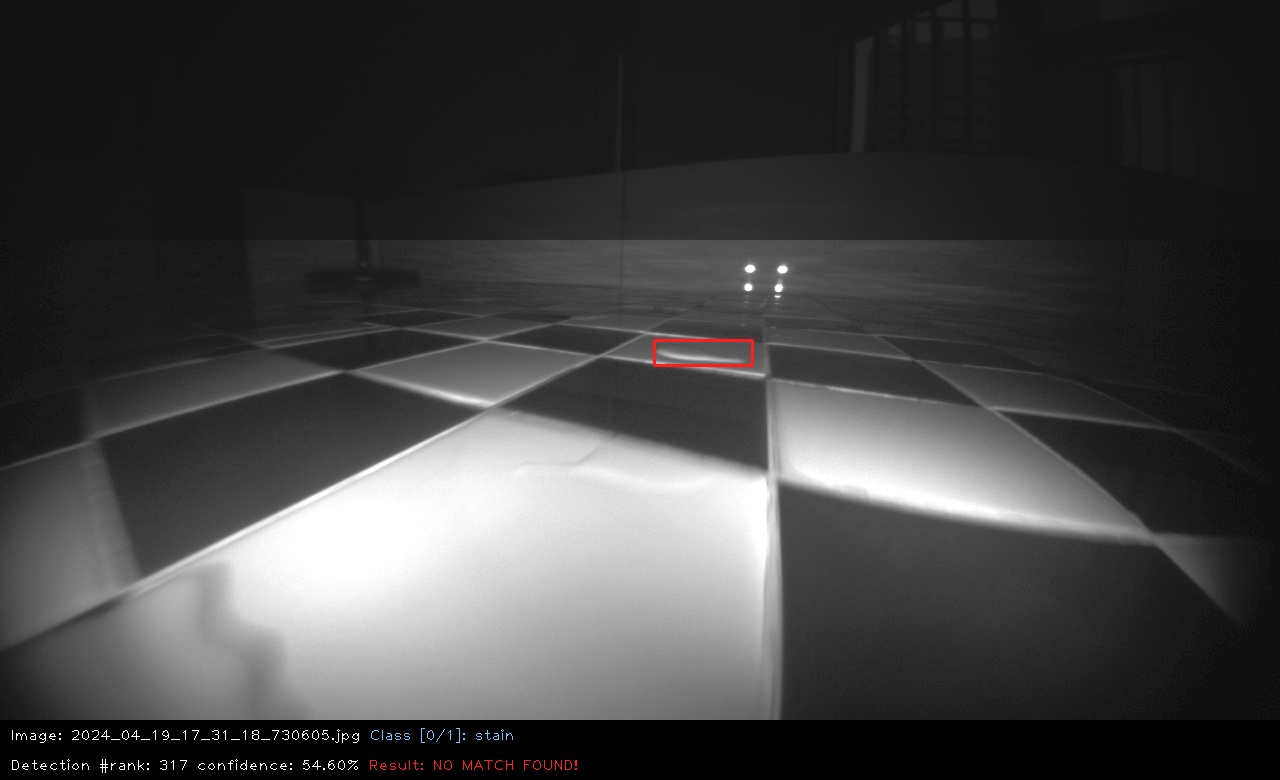 Image: 2024_04_19_17_31_18_730605.jpg Class [0/1]: stain
Detection #rank: 317 confidence: 54.60% Result: NO MATCH FOUND!